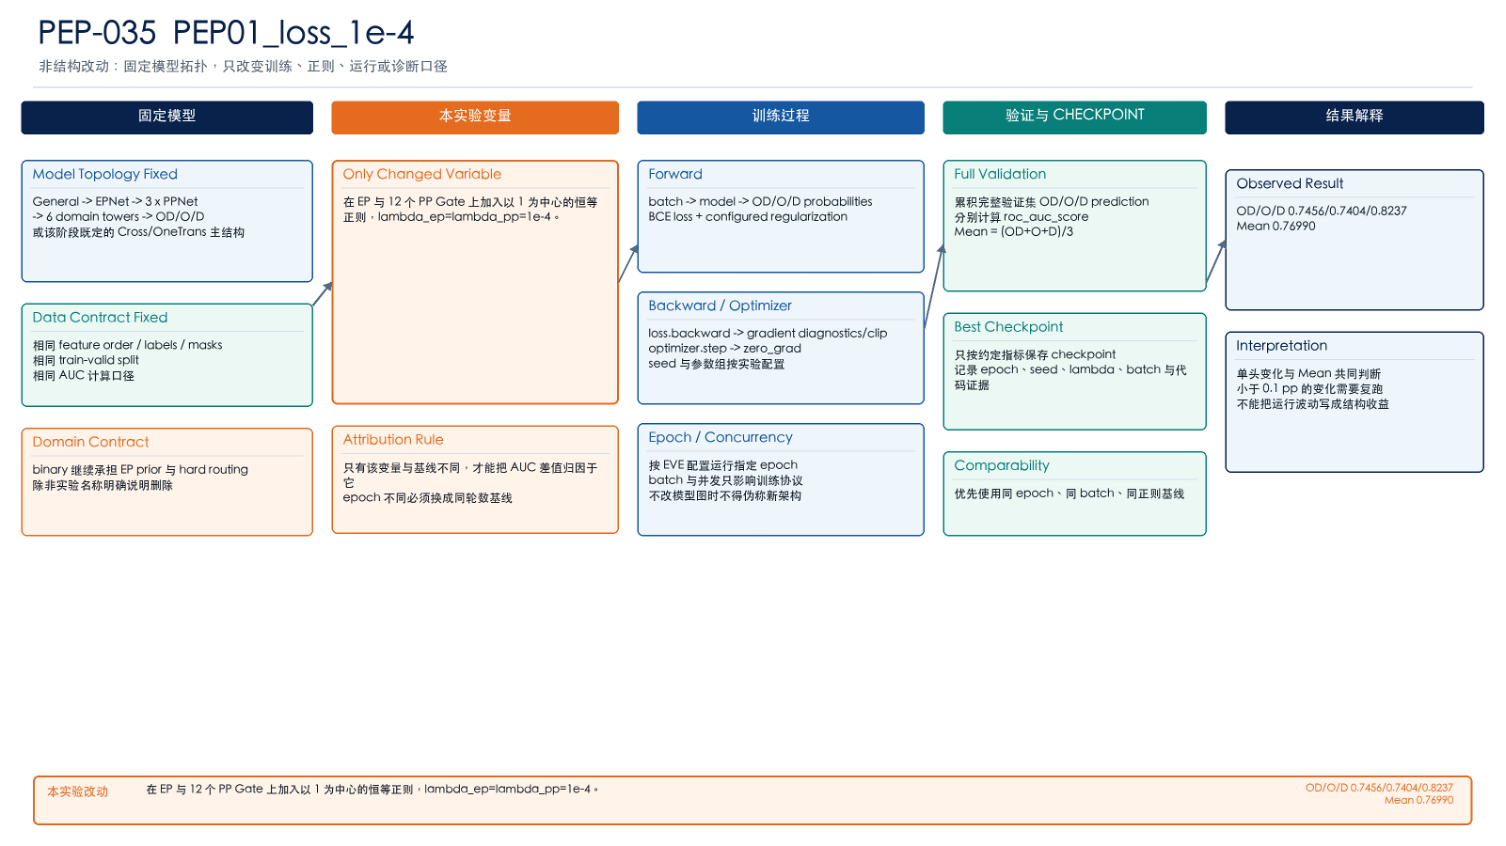 PEP-035 PEP01_loss_1e-4
非结构改动：固定模型拓扑，只改变训练、正则、运行或诊断口径
固定模型
本实验变量
训练过程
验证与 CHECKPOINT
结果解释
Model Topology Fixed
General -> EPNet -> 3 x PPNet
-> 6 domain towers -> OD/O/D
或该阶段既定的 Cross/OneTrans 主结构
Data Contract Fixed
相同 feature order / labels / masks
相同 train-valid split
相同 AUC 计算口径
Domain Contract
binary 继续承担 EP prior 与 hard routing
除非实验名称明确说明删除
Only Changed Variable
在 EP 与 12 个 PP Gate 上加入以 1 为中心的恒等
正则，lambda_ep=lambda_pp=1e-4。
Attribution Rule
只有该变量与基线不同，才能把 AUC 差值归因于
它
epoch 不同必须换成同轮数基线
Forward
batch -> model -> OD/O/D probabilities
BCE loss + configured regularization
Backward / Optimizer
loss.backward -> gradient diagnostics/clip
optimizer.step -> zero_grad
seed 与参数组按实验配置
Epoch / Concurrency
按 EVE 配置运行指定 epoch
batch 与并发只影响训练协议
不改模型图时不得伪称新架构
Full Validation
累积完整验证集 OD/O/D prediction
分别计算 roc_auc_score
Mean = (OD+O+D)/3
Best Checkpoint
只按约定指标保存 checkpoint
记录 epoch、seed、lambda、batch 与代
码证据
Comparability
优先使用同 epoch、同 batch、同正则基线
Observed Result
OD/O/D 0.7456/0.7404/0.8237
Mean 0.76990
Interpretation
单头变化与 Mean 共同判断
小于 0.1 pp 的变化需要复跑
不能把运行波动写成结构收益
本实验改动
在 EP 与 12 个 PP Gate 上加入以 1 为中心的恒等正则，lambda_ep=lambda_pp=1e-4。
OD/O/D 0.7456/0.7404/0.8237
Mean 0.76990